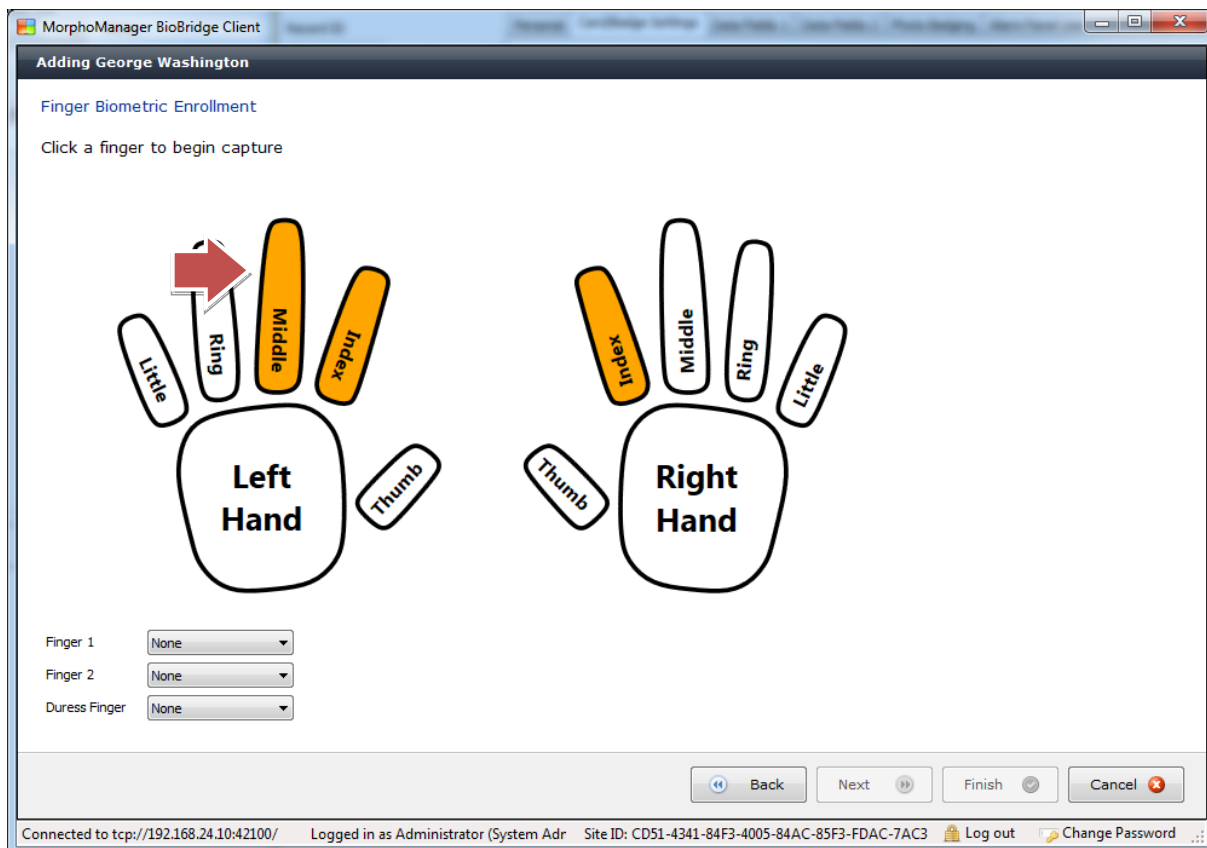 MorphoManager BioBridge Client
Adding George Washington
Finger Biometric Enrollment
Click a finger to begin capture
Little
Ring
Middle
Index
Thumb
Left
Hand
Index
Middle
Ring
Little
Thumb
Right
Hand
Finger 1 None
Finger 2 None
Duress Finger None
Back Next Finish Cancel
Connected to tcp://192.168.24.10:42100/ Logged in as Administrator (System Adr Site ID: CD51-4341-84F3-4005-84AC-85F3-FDAC-7AC3 Log out Change Password